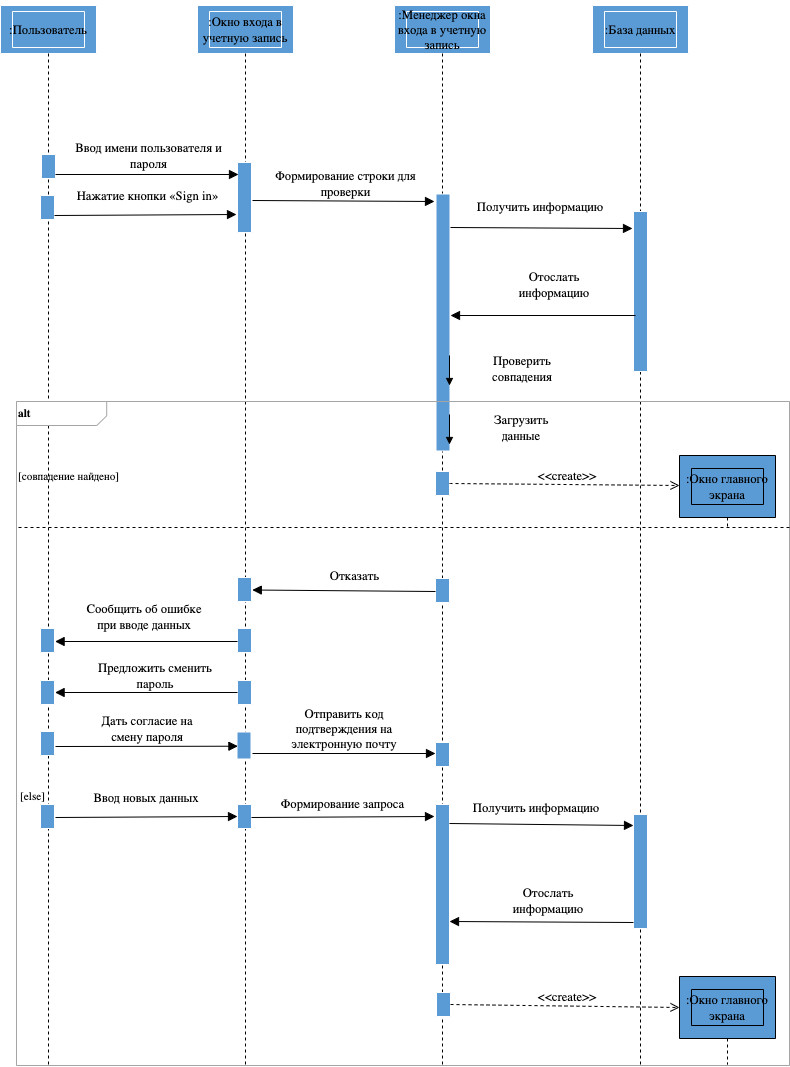 :Пользователь
:Окно входа в
учетную запись
:Менеджер окна
входа в учетную
запись
:База данных
Ввод имени пользователя и
пароля
Формирование строки для
проверки
Нажатие кнопки «Sign in»
Получить информацию
Отослать
информацию
Проверить
совпадения
alt
Загрузить
данные
[совпадение найдено]
<<create>>
:Окно главного
экрана
Отказать
Сообщить об ошибке
при вводе данных
Предложить сменить
пароль
Дать согласие на
смену пароля
Отправить код
подтверждения на
электронную почту
[else]
Ввод новых данных
Формирование запроса
Получить информацию
Отослать
информацию
<<create>>
:Окно главного
экрана